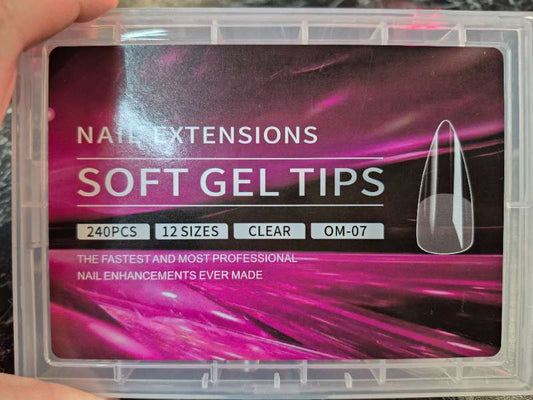 NAIL EXTENSIONS
SOFT GEL TIPS
240PCS 12 SIZES CLEAR OM-07
THE FASTEST AND MOST PROFESSIONAL
NAIL ENHANCEMENTS EVER MADE